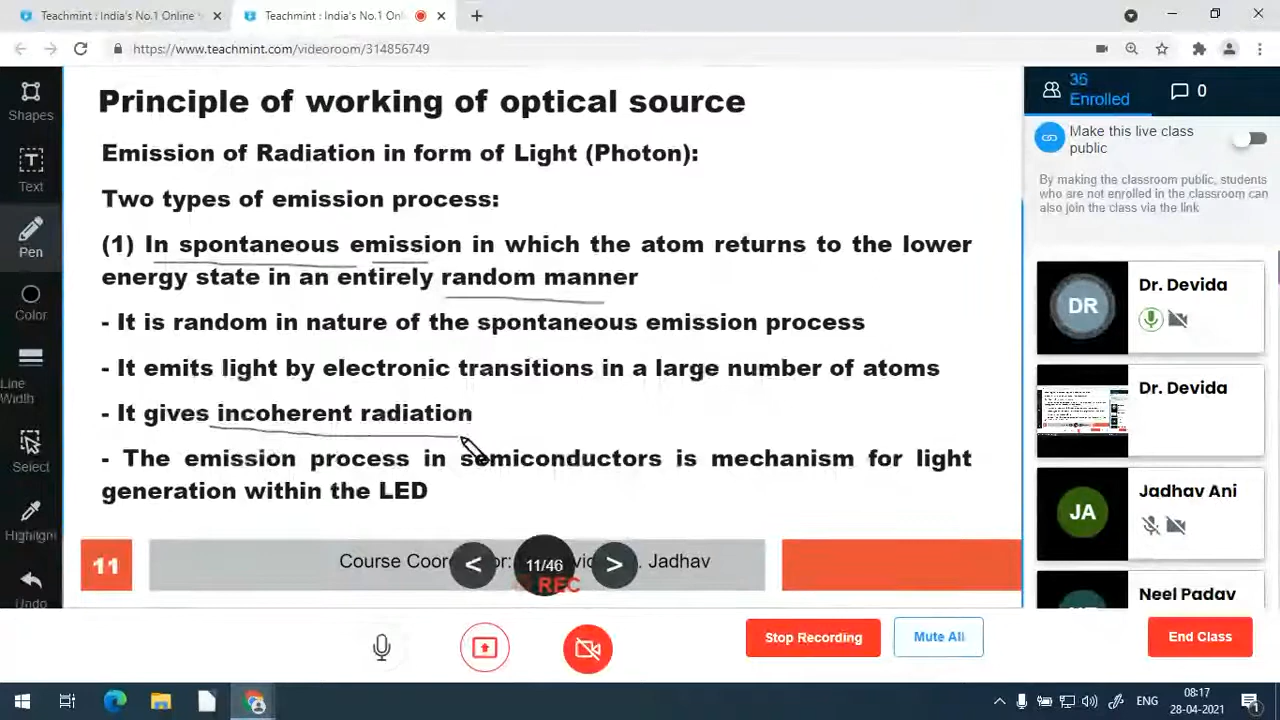 Teachmint : India's No.1 Online
Teachmint : India's No.1 Onl
https://www.teachmint.com/videoroom/314856749
Shapes
Text
Pen
Color
Line
Width
Select
Highligh
Undo
Principle of working of optical source
Emission of Radiation in form of Light (Photon):
Two types of emission process:
(1) In spontaneous emission in which the atom returns to the lower
energy state in an entirely random manner
- It is random in nature of the spontaneous emission process
- It emits light by electronic transitions in a large number of atoms
- It gives incoherent radiation
- The emission process in semiconductors is mechanism for light
generation within the LED
11
Course Coor
Jadhav
< 11/46 >
REC
35
Enrolled
0
Make this live class
public
By making the classroom public, students
who are not enrolled in the classroom can
also join the class via the link
DR
Dr. Devida
Dr. Devida
JA
Jadhav Ani
Neel Padav
Stop Recording
Mute All
End Class
ENG
08:17
28-04-2021
1